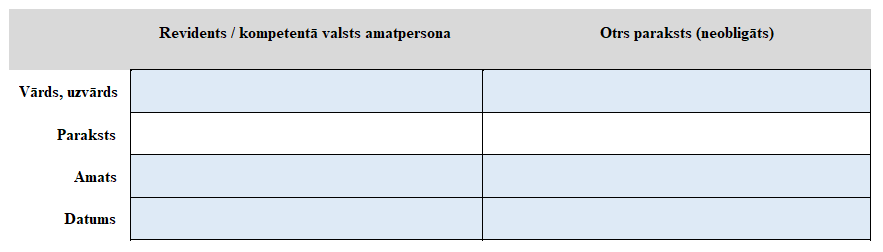 Revidents / kompetentā valsts amatpersona
Otrs paraksts (neobligāts)
Vārds, uzvārds
Paraksts
Amats
Datums